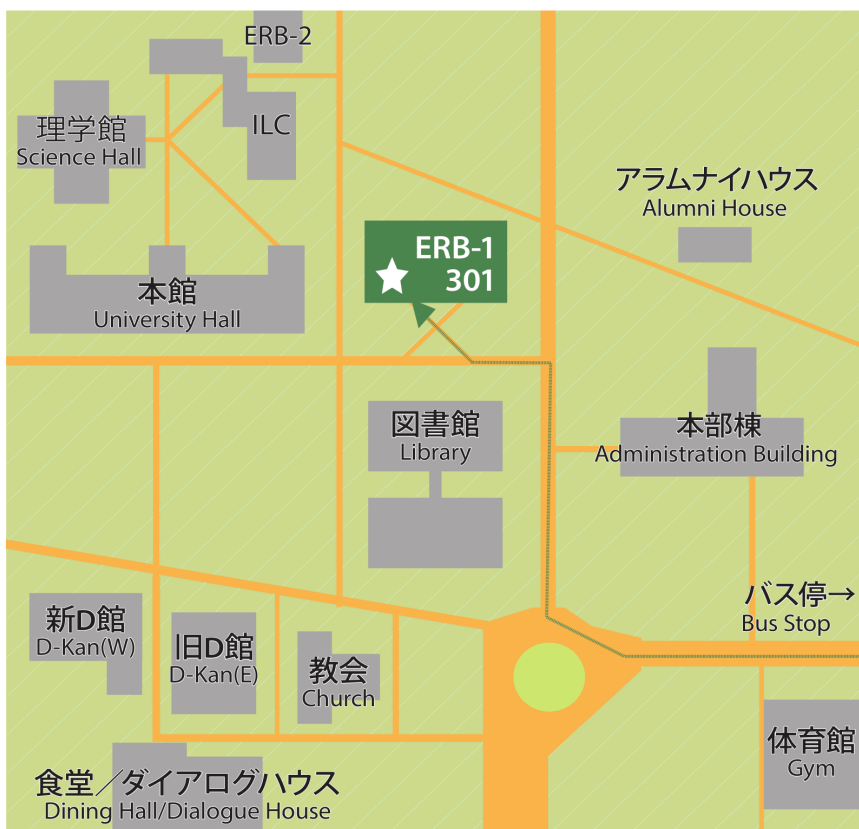 ERB-2
ILC
理学館
Science Hall
アラムナイハウス
Alumni House
ERB-1
301
本館
University Hall
図書館
Library
本部棟
Administration Building
バス停→
Bus Stop
新D館
D-Kan(W)
旧D館
D-Kan(E)
教会
Church
体育館
Gym
食堂/ダイアログハウス
Dining Hall/Dialogue House